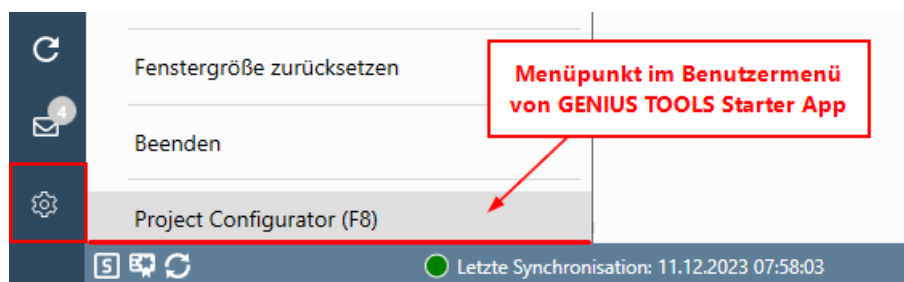 Fenstergröße zurücksetzen
Menüpunkt im Benutzermenü
von GENIUS TOOLS Starter App
4
Beenden
Project Configurator (F8)
S
Letzte Synchronisation: 11.12.2023 07:58:03